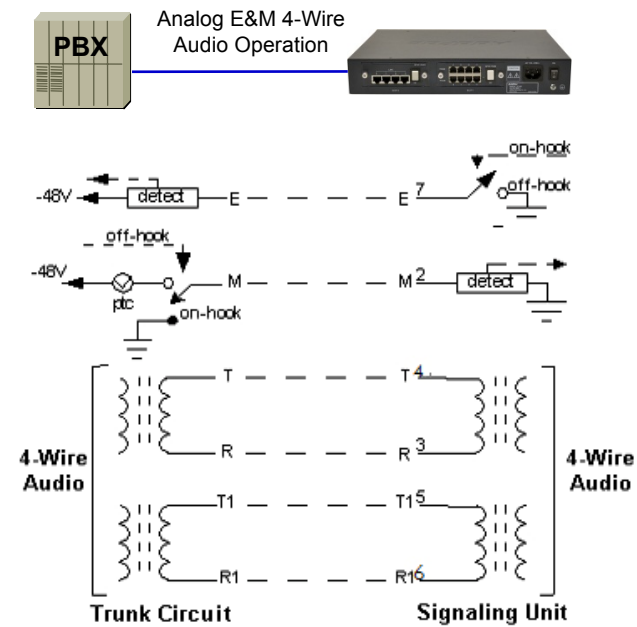 Analog E&M 4-Wire
Audio Operation
PBX
on-hook
-48V
detect
E
E 7
off-hook
off-hook
-48V
ptc
M
M 2
detect
on-hook
T
T 4
R
R 3
4-Wire
Audio
4-Wire
Audio
T1
T1 5
R1
R1 6
Trunk Circuit
Signaling Unit